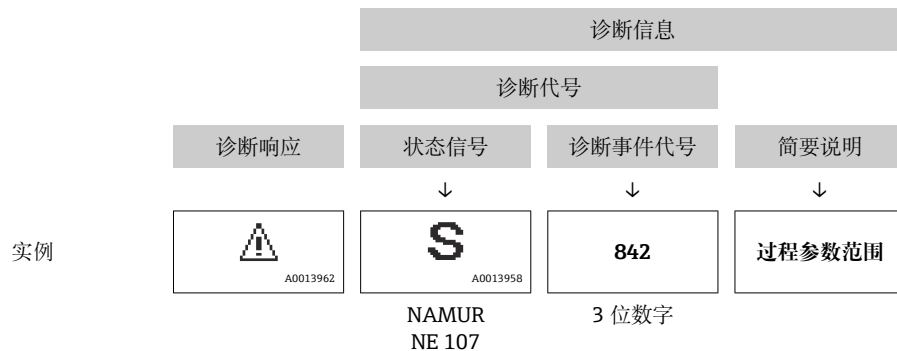 诊断信息
诊断代号
诊断响应 状态信号 诊断事件代号 简要说明
↓ ↓ ↓
实例 A0013962 S A0013958 842 过程参数范围
NAMUR
NE 107
3 位数字